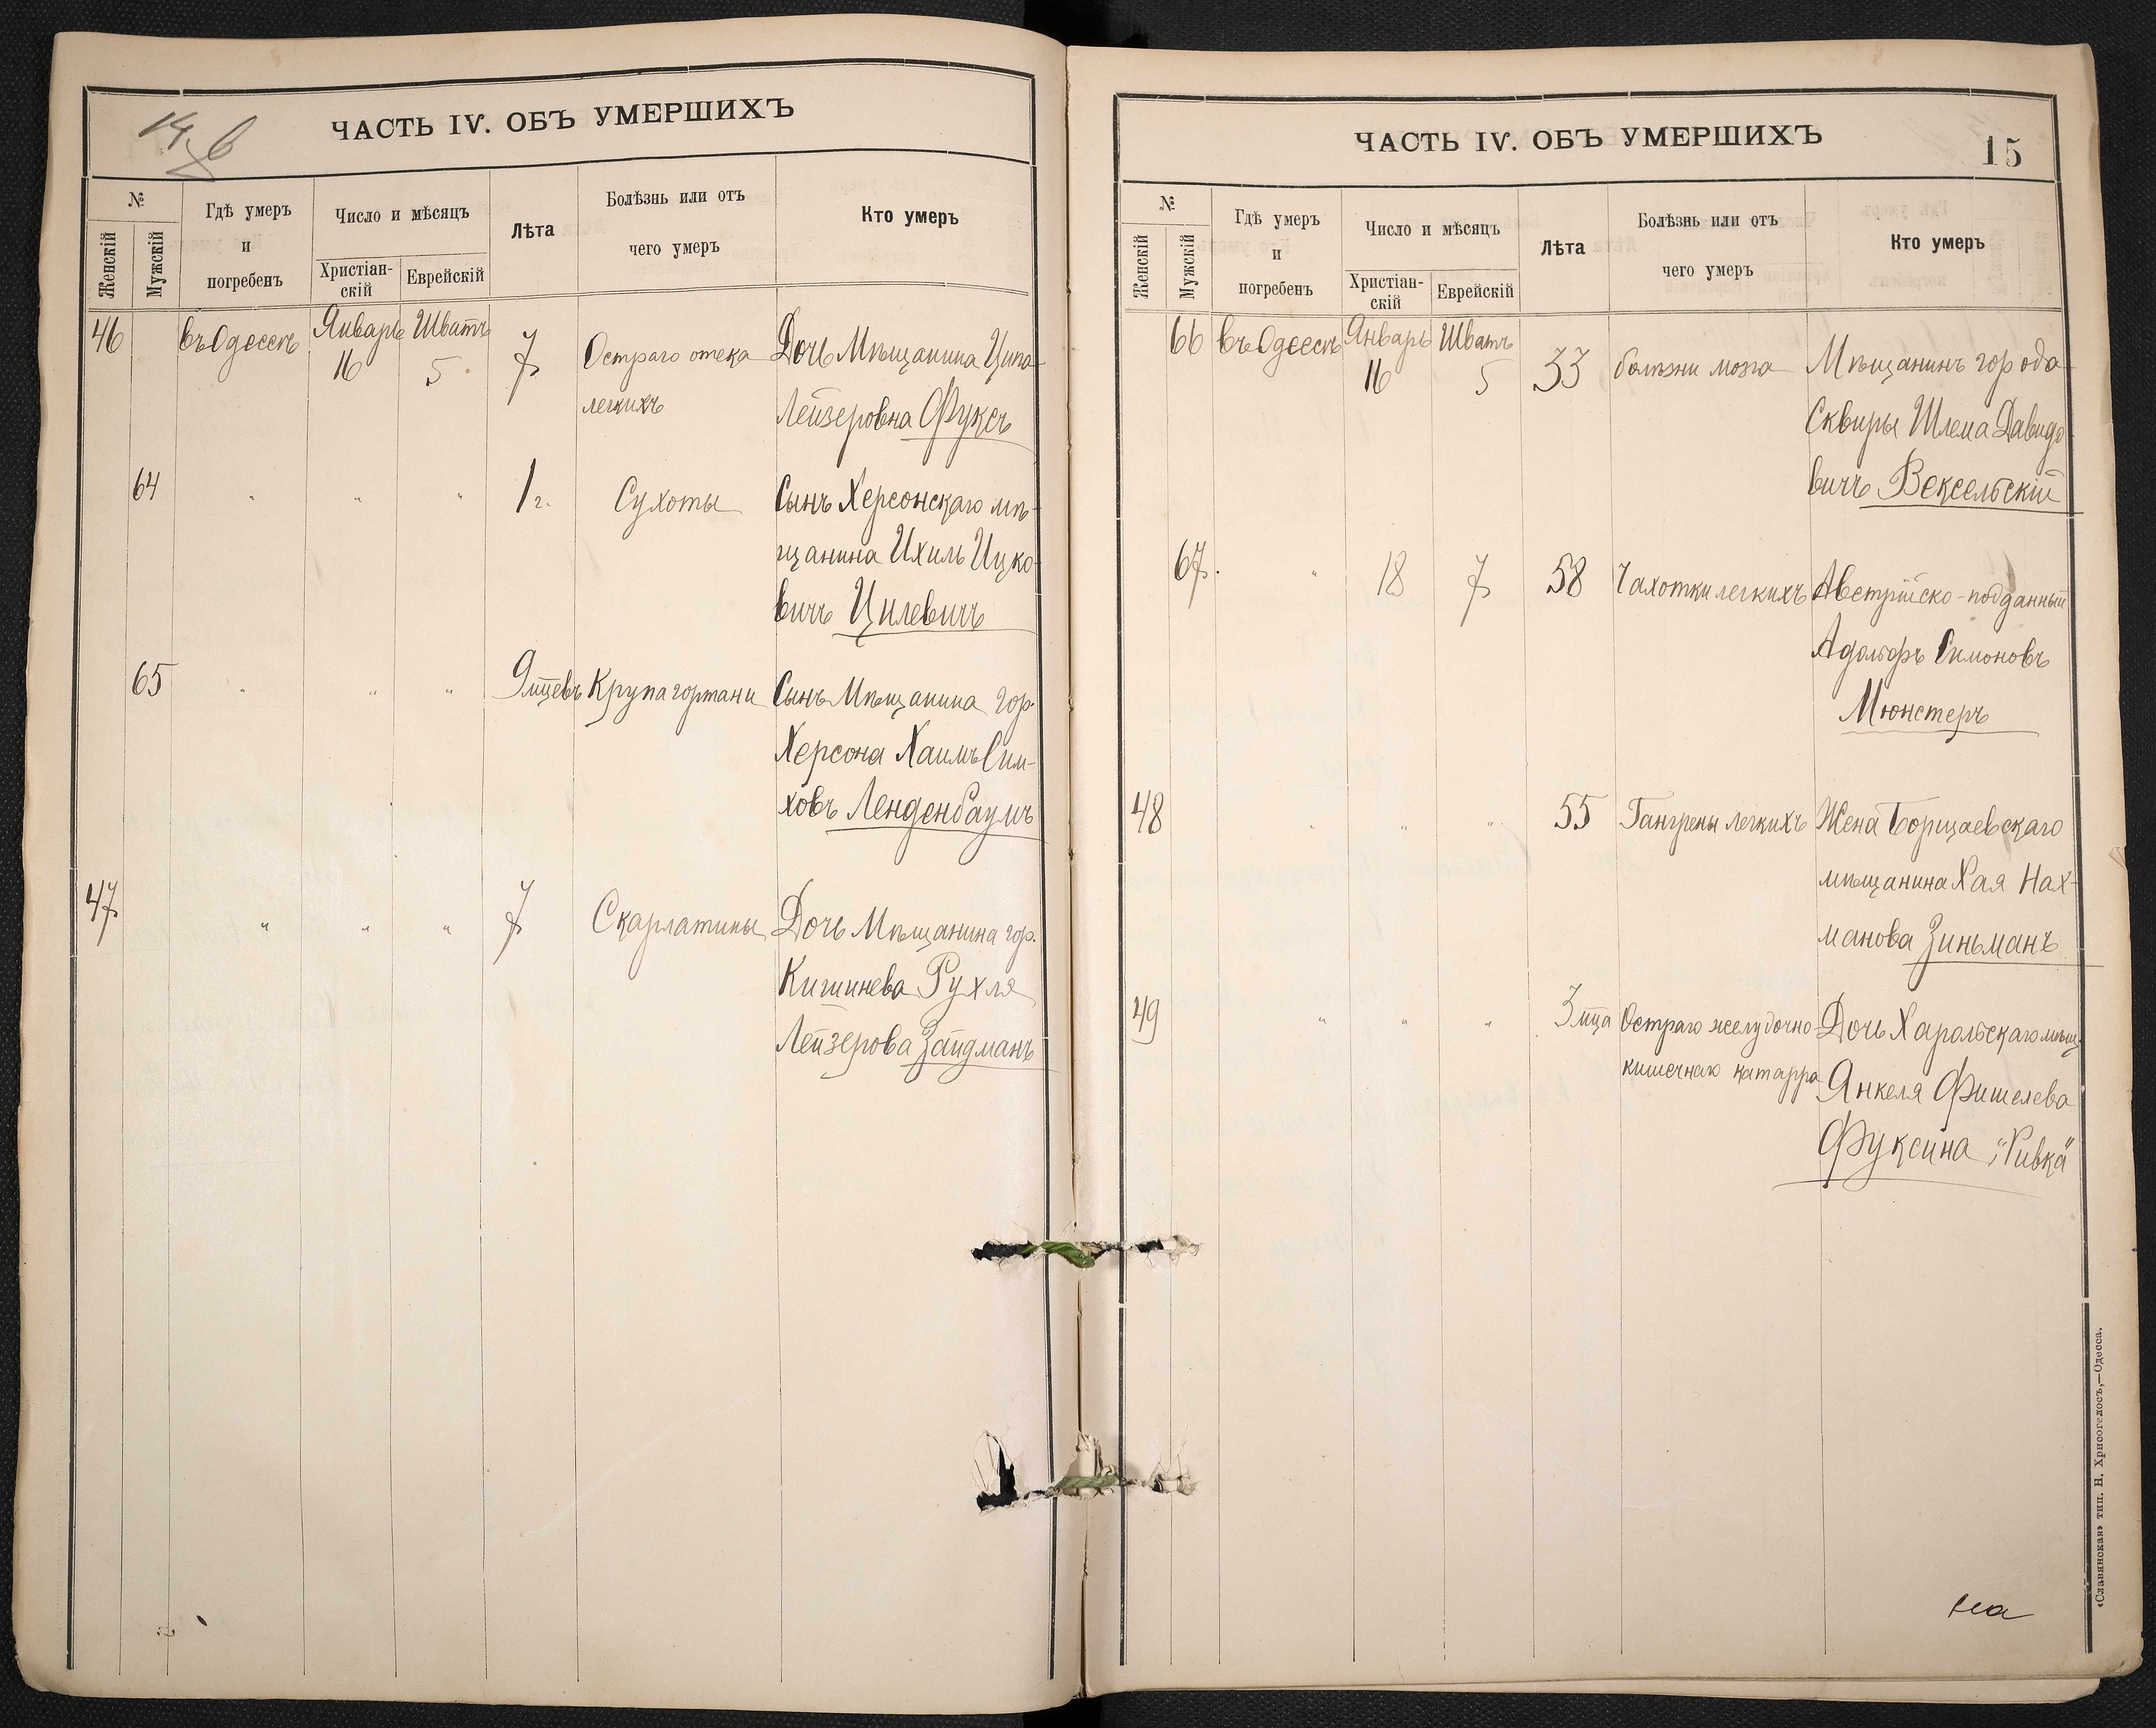 14 б
ЧАСТЬ IV. ОБЪ УМЕРШИХЪ
№
Женскій
Мужскій
Гдѣ умеръ
и
погребенъ
Число и мѣсяцъ
Христіан-
скій
Еврейскій
Лѣта
Болѣзнь или отъ
чего умеръ
Кто умеръ
46 въ Одессѣ Январь 16 Шватъ 5 7 Остраго отека Дочь Мѣщанина Ципа
легкихъ Лейзеровна Фуксъ
64 " " " 1 г. Сухоты Сынъ Херсонскаго мѣ-
щанина Ихиль Ицко-
вичъ Цилевичъ
65 " " " 9 мцевъ Крупа гортани Сынъ Мѣщанина гор.
Херсона Хаимъ Сим-
ховъ Ленденбаумъ
47 " " " 7 Скарлатины Дочь Мѣщанина гор.
Кишинева Рухля
Лейзерова Зайдманъ
ЧАСТЬ IV. ОБЪ УМЕРШИХЪ
15
№
Женскій
Мужскій
Гдѣ умеръ
и
погребенъ
Число и мѣсяцъ
Христіан-
скій
Еврейскій
Лѣта
Болѣзнь или отъ
чего умеръ
Кто умеръ
66 въ Одессѣ Январь 16 Шватъ 5 33 болѣзни мозга Мѣщанинъ города
Сквиры Шлема Давидо-
вичъ Вексельскій
67. " 18 7 58 Чахотки легкихъ Австрійско-подданный
Адольфъ Симоновъ
Мюнстеръ
48 " " " 55 Гангрены легкихъ Жена Борщаевскаго
мѣщанина Хая Нах-
манова Зиньманъ
49 " " " 3 мца Остраго желудочно- Дочь Харольскаго мѣщ.
кишечнаго катарра Янкеля Фишелева
Фуксина „Ривка"
на
«Славянская» тип. Н. Хрисогелосъ,—Одесса.